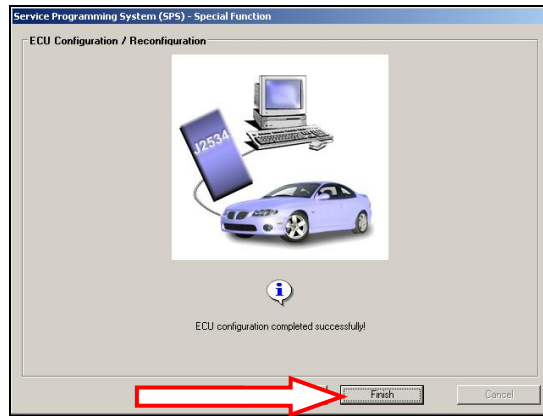 Service Programming System (SPS) - Special Function
ECU Configuration / Reconfiguration
J2534
ECU configuration completed successfully!
Finish
Cancel